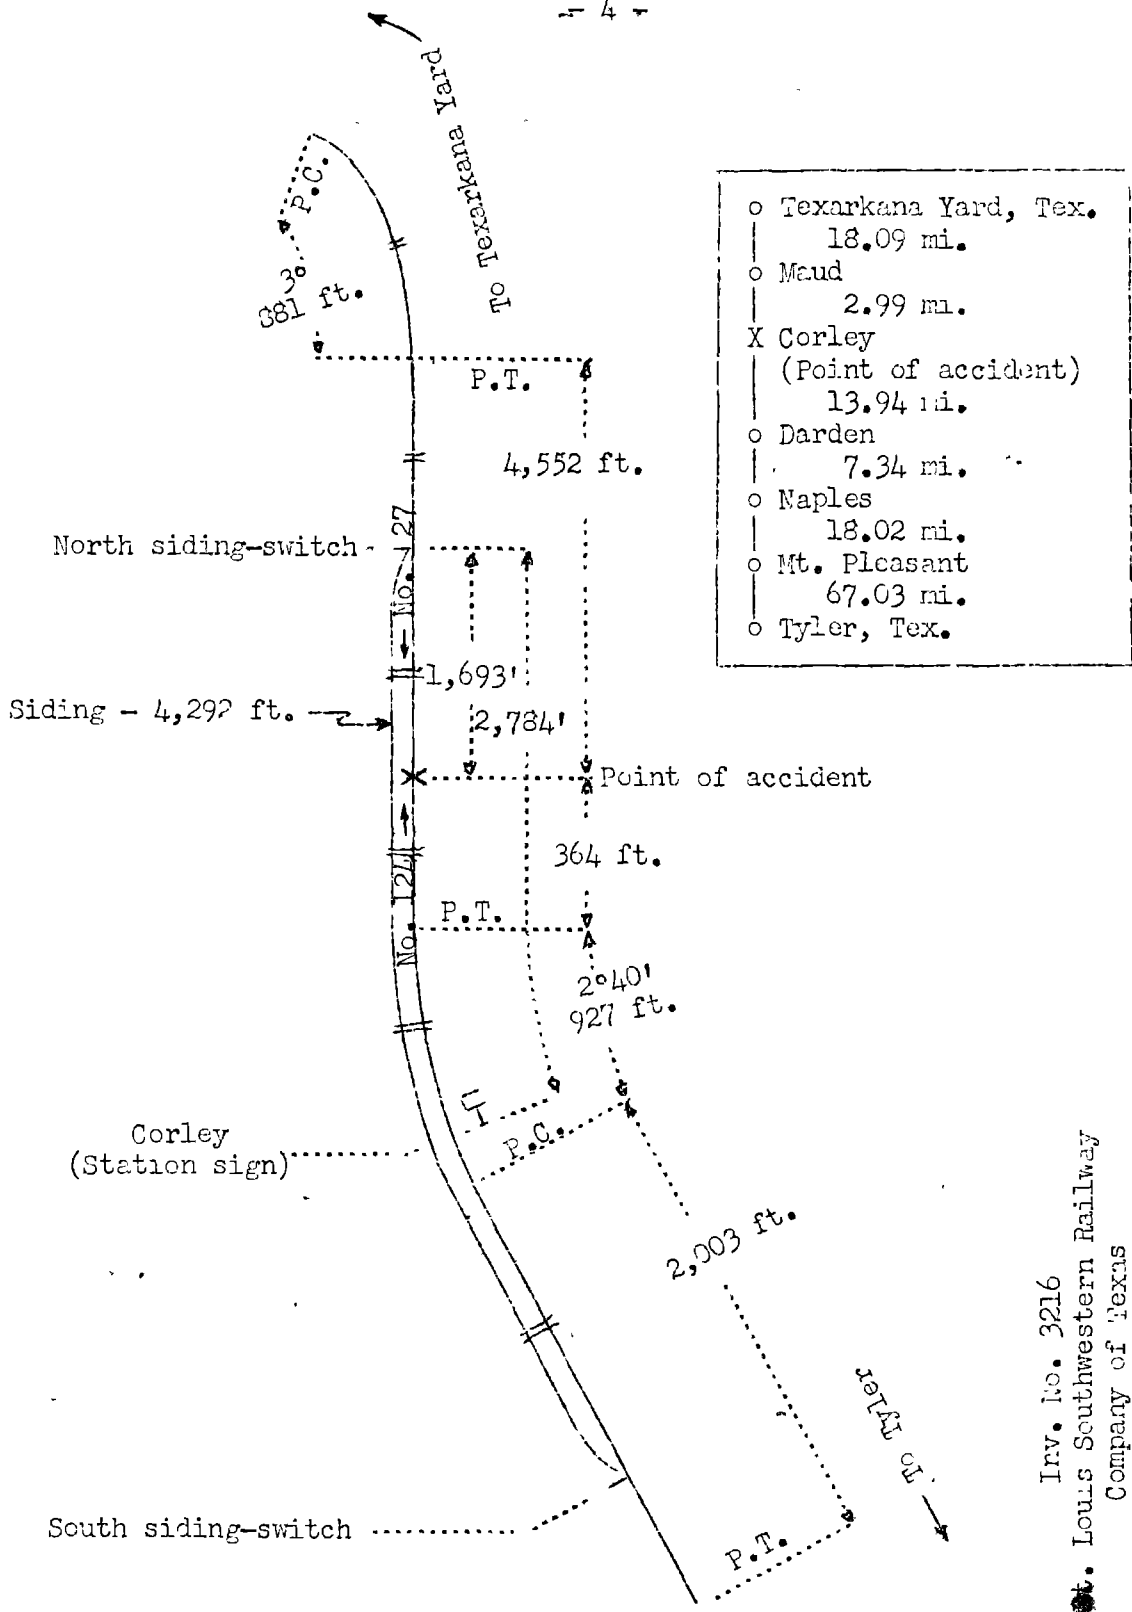 - 4 -
To Texarkana Yard
P.C.
3°
881 ft.
P.T.
4,552 ft.
o Texarkana Yard, Tex.
18.09 mi.
o Maud
2.99 mi.
X Corley
(Point of accident)
13.94 mi.
o Darden
7.34 mi.
o Naples
18.02 mi.
o Mt. Pleasant
67.03 mi.
o Tyler, Tex.
North siding-switch
No. 127
1,693'
2,784'
Siding - 4,292 ft.
Point of accident
364 ft.
No. 124
P.T.
2°40'
927 ft.
Corley
(Station sign)
P.C.
2,003 ft.
To Tyler
South siding-switch
P.T.
Inv. No. 3216
St. Louis Southwestern Railway
Company of Texas